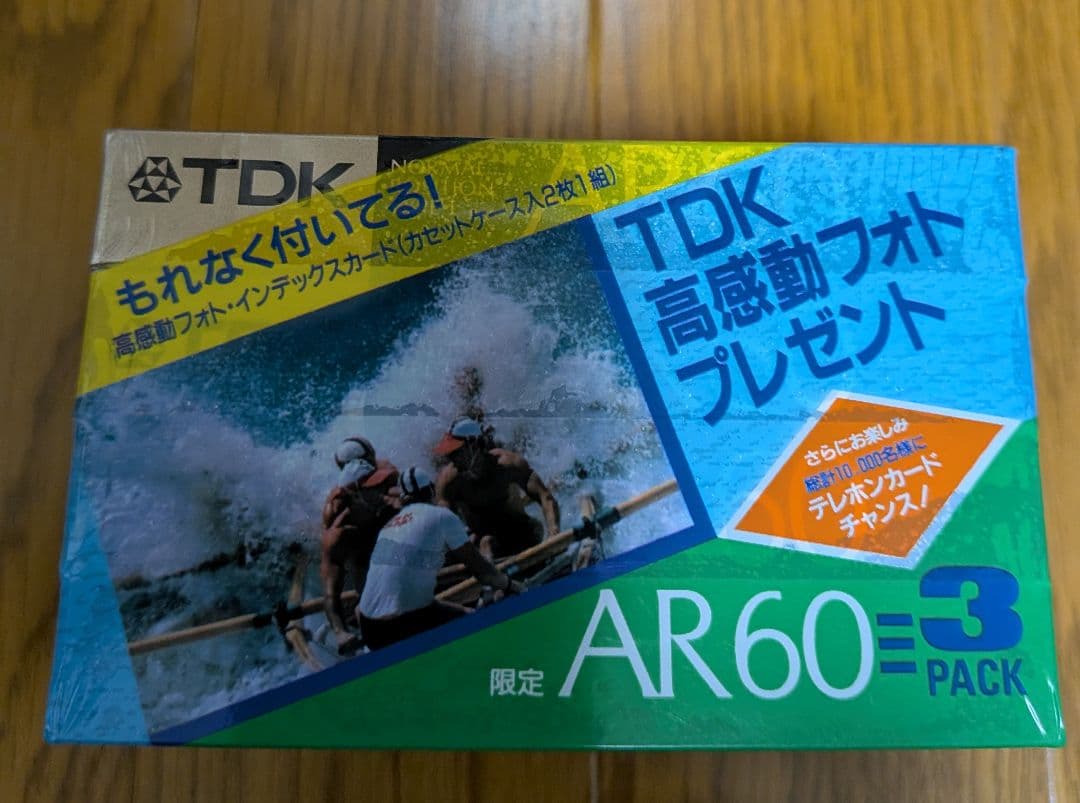 TDK
もれなく付いてる!
高感動フォト・インデックスカード(カセットケース入2枚1組)
TDK
高感動フォト
プレゼント
さらにお楽しみ
総計10,000名様に
テレホンカード
チャンス!
限定 AR60 3
PACK